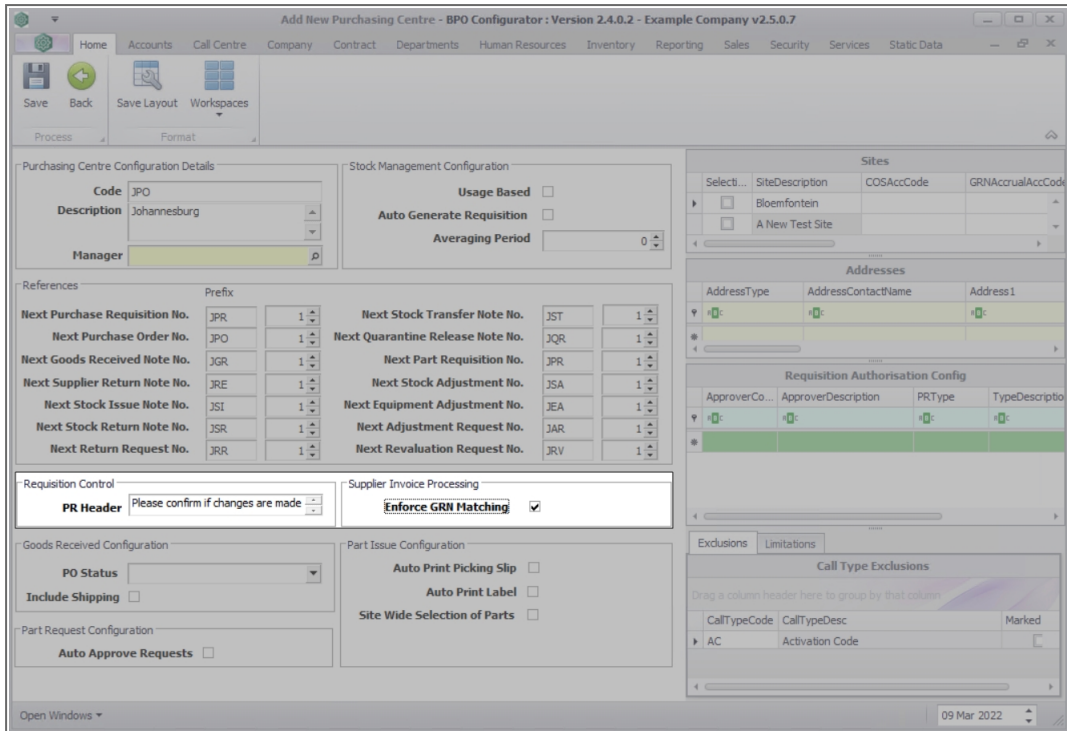 Add New Purchasing Centre - BPO Configurator : Version 2.4.0.2 - Example Company v2.5.0.7
Home Accounts Call Centre Company Contract Departments Human Resources Inventory Reporting Sales Security Services Static Data
Save Back Save Layout Workspaces
Process Format
Purchasing Centre Configuration Details
Code JPO
Description Johannesburg
Manager
Stock Management Configuration
Usage Based
Auto Generate Requisition
Averaging Period 0
References
Prefix
Next Purchase Requisition No. JPR 1
Next Purchase Order No. JPO 1
Next Goods Received Note No. JGR 1
Next Supplier Return Note No. JRE 1
Next Stock Issue Note No. JSI 1
Next Stock Return Note No. JSR 1
Next Return Request No. JRR 1
Next Stock Transfer Note No. JST 1
Next Quarantine Release Note No. JQR 1
Next Part Requisition No. JPR 1
Next Stock Adjustment No. JSA 1
Next Equipment Adjustment No. JEA 1
Next Adjustment Request No. JAR 1
Next Revaluation Request No. JRV 1
Requisition Control
PR Header Please confirm if changes are made
Supplier Invoice Processing
Enforce GRN Matching
Goods Received Configuration
PO Status
Include Shipping
Part Request Configuration
Auto Approve Requests
Part Issue Configuration
Auto Print Picking Slip
Auto Print Label
Site Wide Selection of Parts
Sites
Selecti... SiteDescription COSAccCode GRNAccrualAccCode
Bloemfontein
A New Test Site
Addresses
AddressType AddressContactName Address1
Requisition Authorisation Config
ApproverCo... ApproverDescription PRType TypeDescriptio
Exclusions Limitations
Call Type Exclusions
Drag a column header here to group by that column
CallTypeCode CallTypeDesc Marked
AC Activation Code
Open Windows 09 Mar 2022